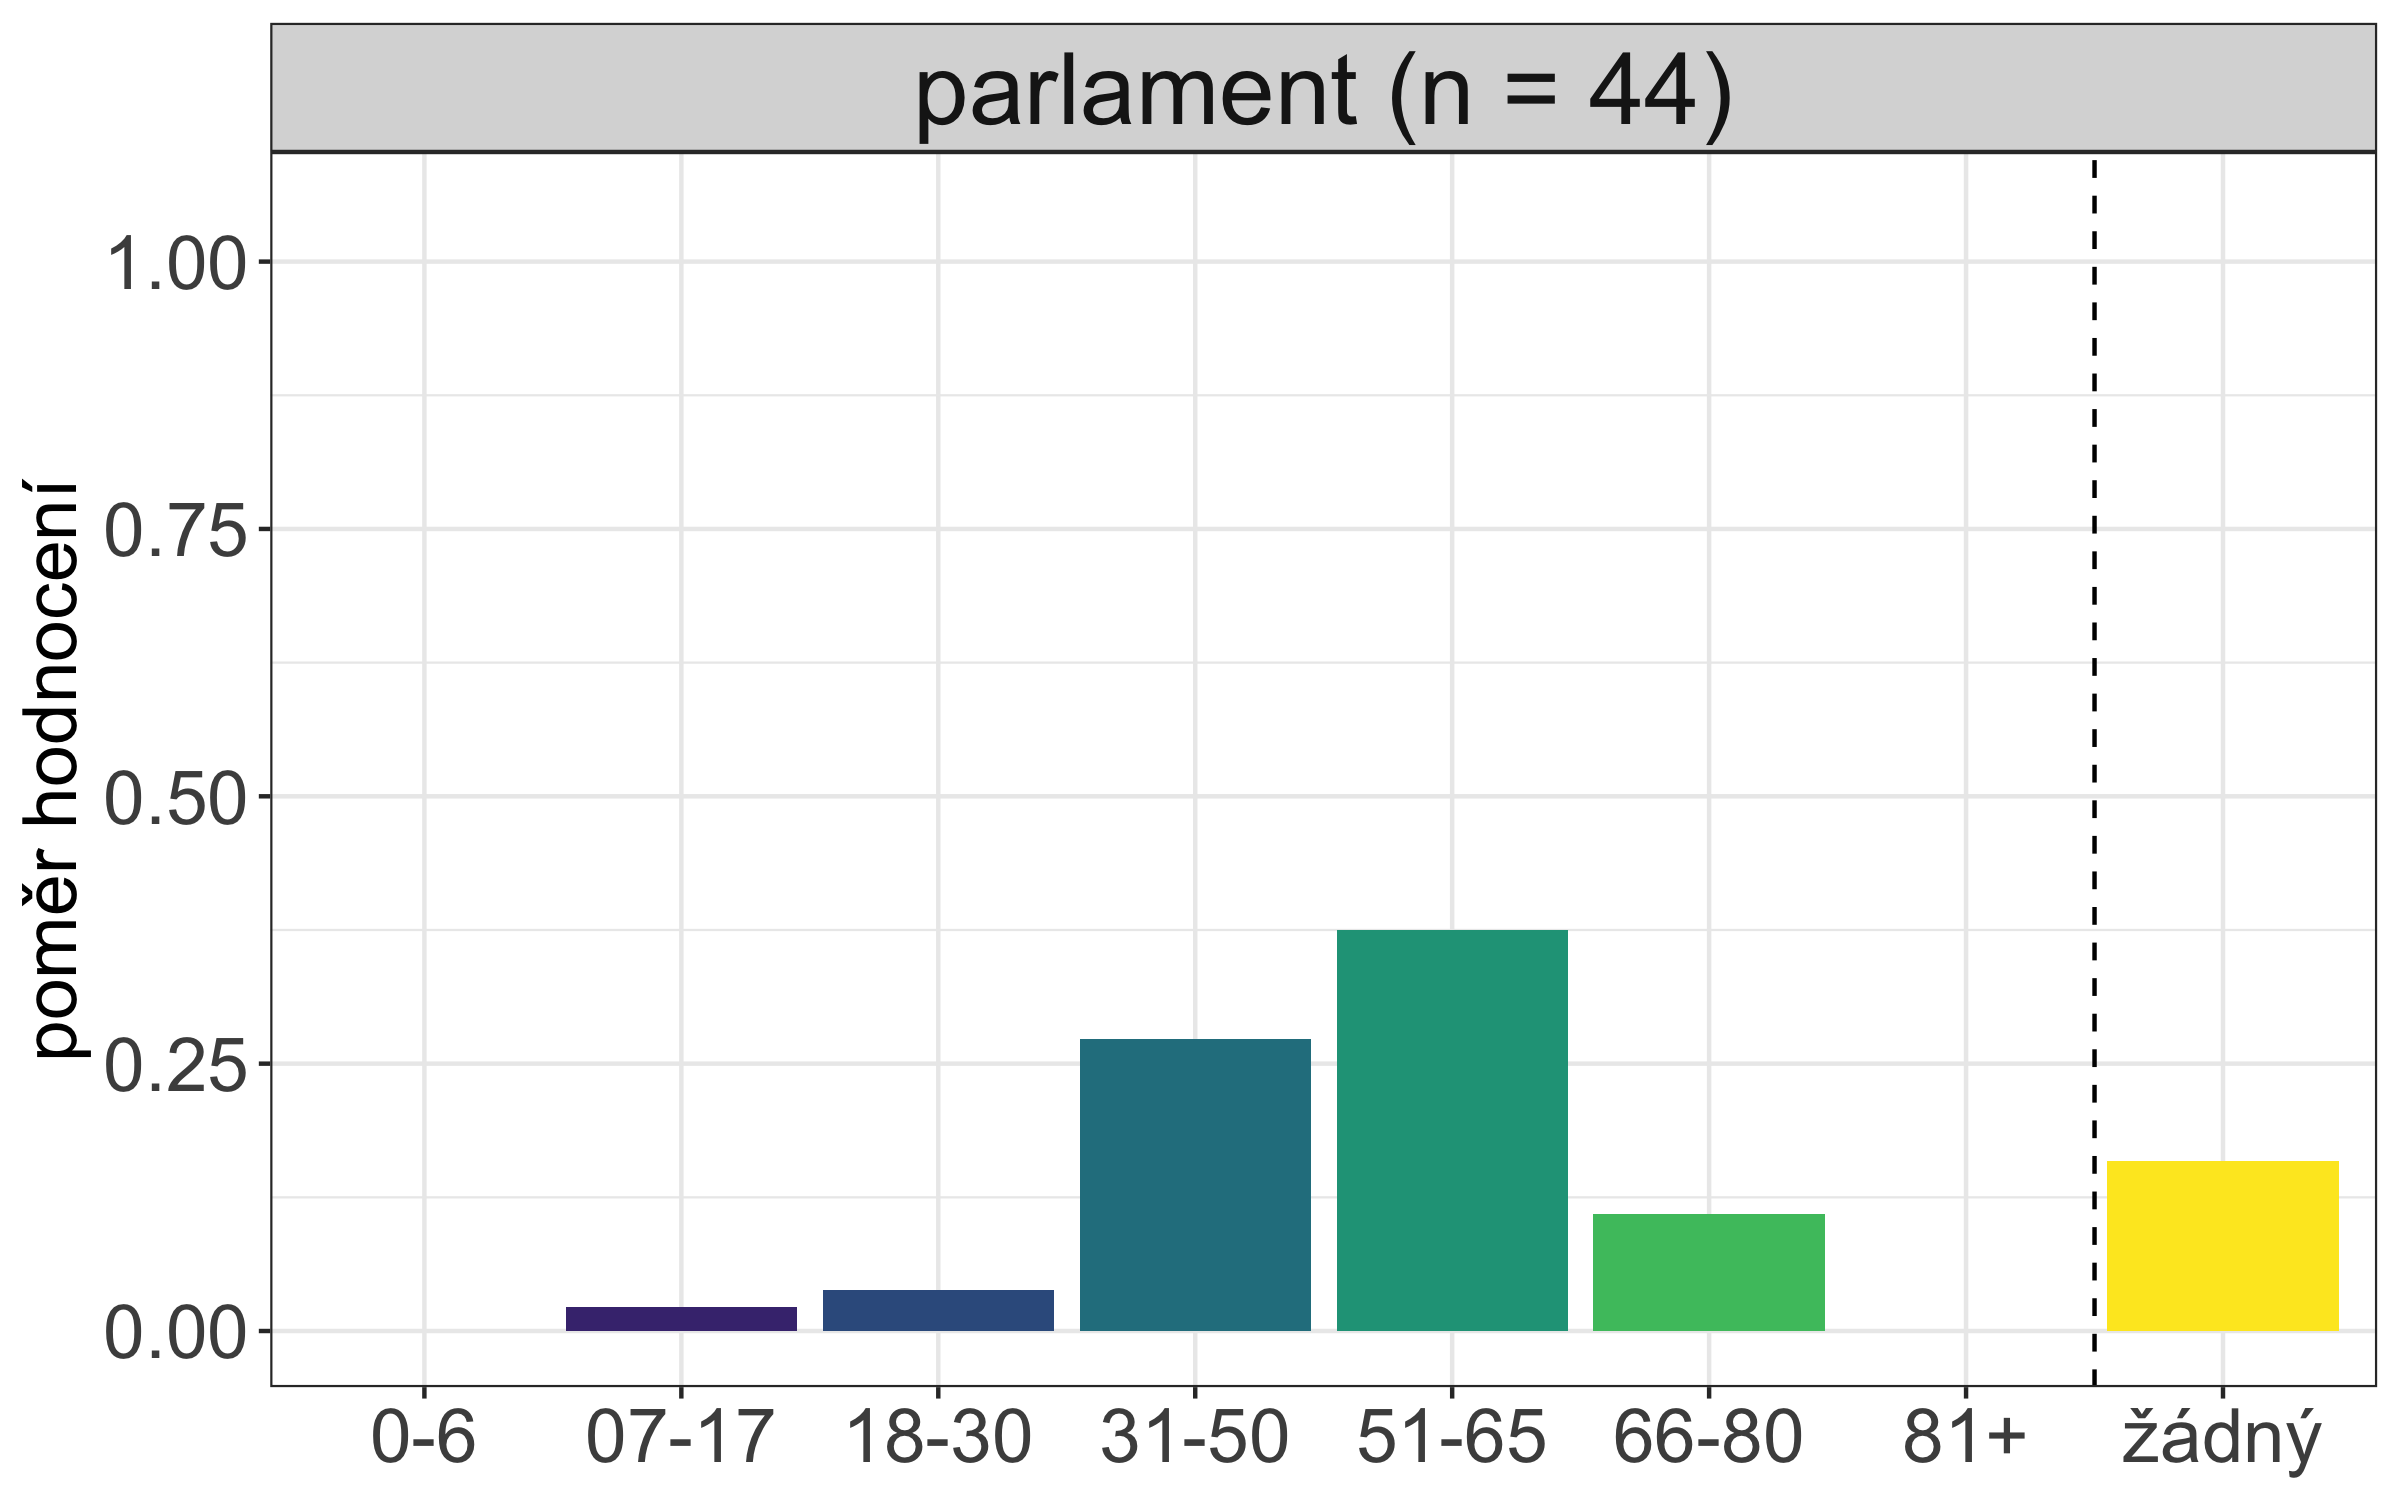 parlament (n = 44)
poměr hodnocení
1.00
0.75
0.50
0.25
0.00
0-6 07-17 18-30 31-50 51-65 66-80 81+ žádný